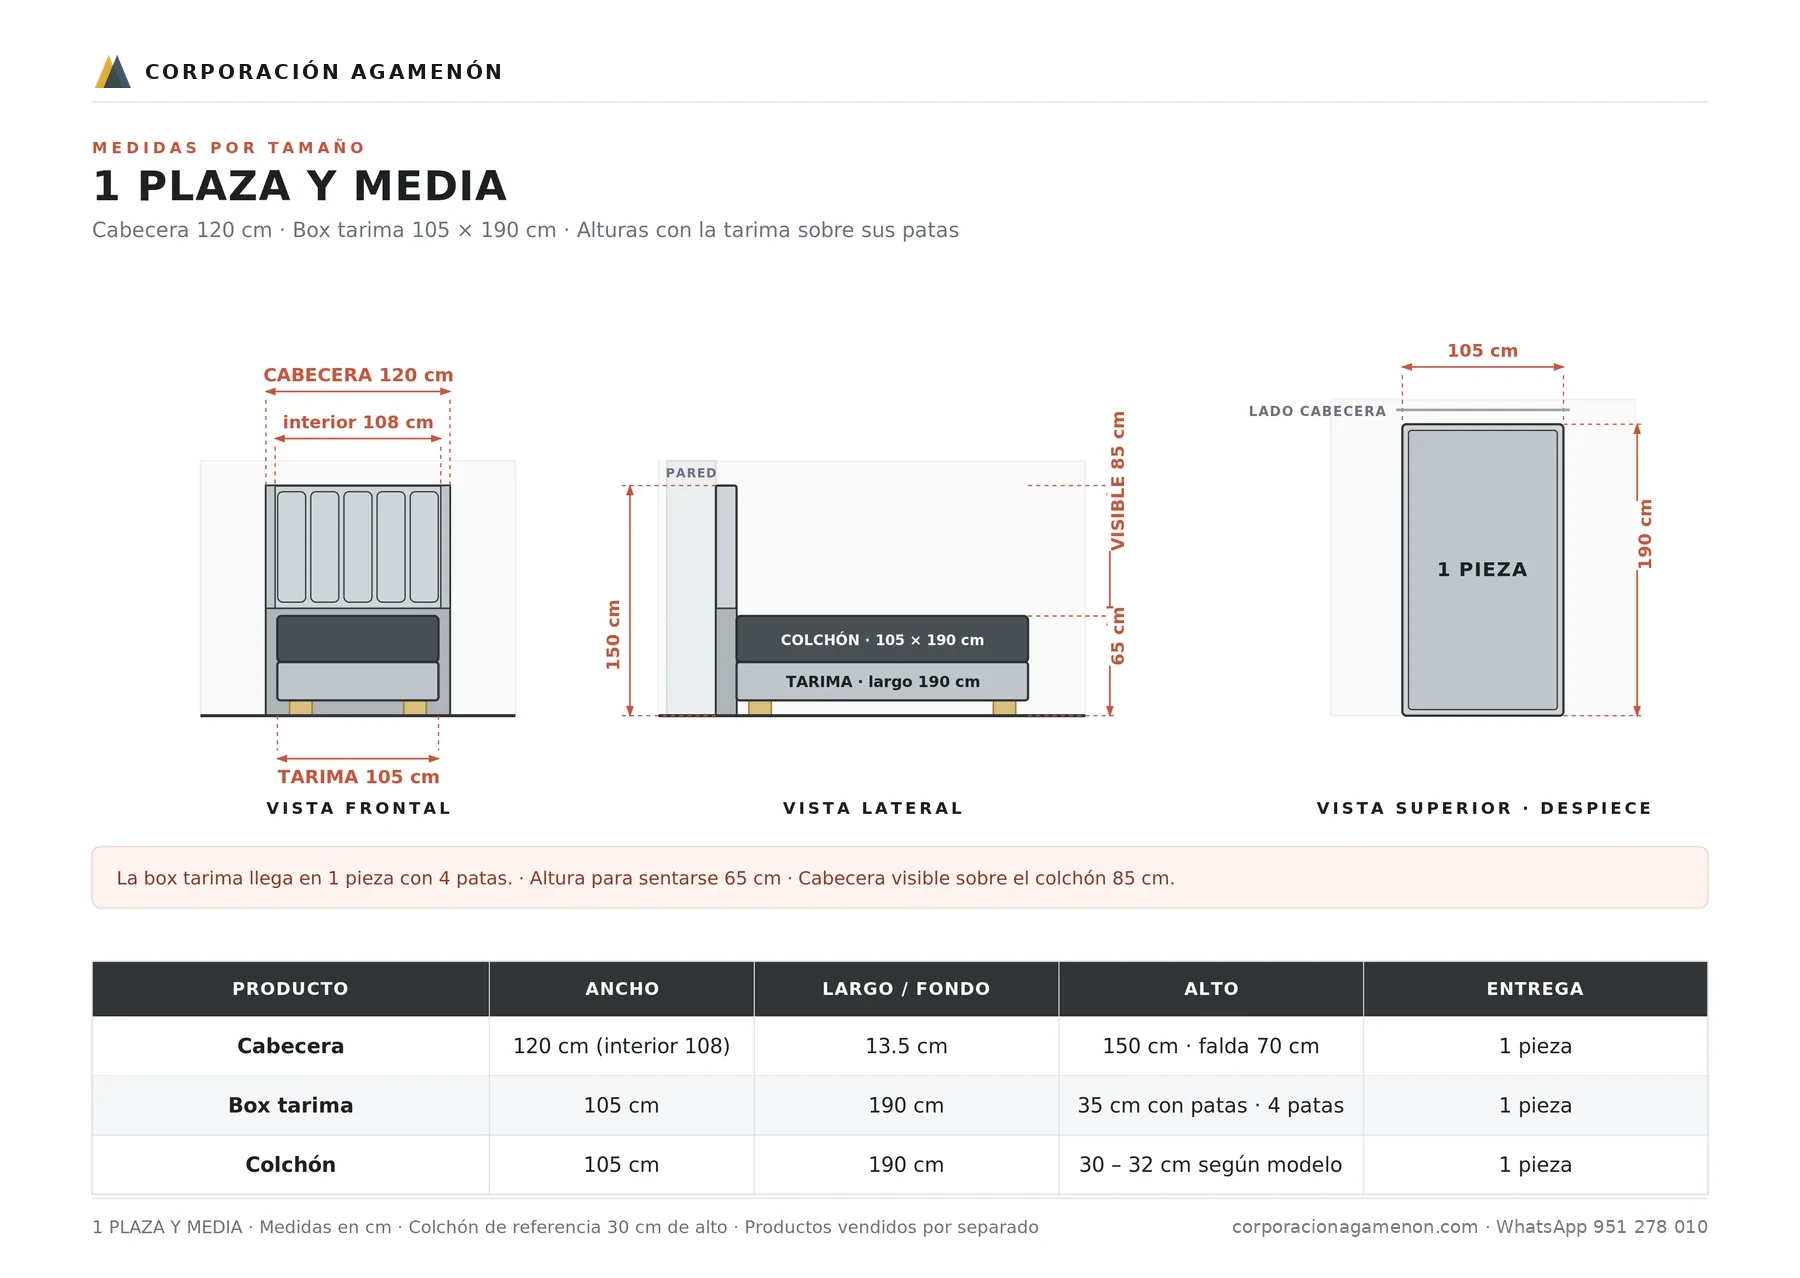 CORPORACIÓN AGAMENÓN
MEDIDAS POR TAMAÑO
1 PLAZA Y MEDIA
Cabecera 120 cm · Box tarima 105 × 190 cm · Alturas con la tarima sobre sus patas
CABECERA 120 cm
interior 108 cm
TARIMA 105 cm
VISTA FRONTAL
PARED
150 cm
VISIBLE 85 cm
65 cm
COLCHÓN · 105 × 190 cm
TARIMA · largo 190 cm
VISTA LATERAL
105 cm
LADO CABECERA
190 cm
1 PIEZA
VISTA SUPERIOR · DESPIECE
La box tarima llega en 1 pieza con 4 patas. · Altura para sentarse 65 cm · Cabecera visible sobre el colchón 85 cm.
PRODUCTO ANCHO LARGO / FONDO ALTO ENTREGA
Cabecera 120 cm (interior 108) 13.5 cm 150 cm · falda 70 cm 1 pieza
Box tarima 105 cm 190 cm 35 cm con patas · 4 patas 1 pieza
Colchón 105 cm 190 cm 30 – 32 cm según modelo 1 pieza
1 PLAZA Y MEDIA · Medidas en cm · Colchón de referencia 30 cm de alto · Productos vendidos por separado
corporacionagamenon.com · WhatsApp 951 278 010